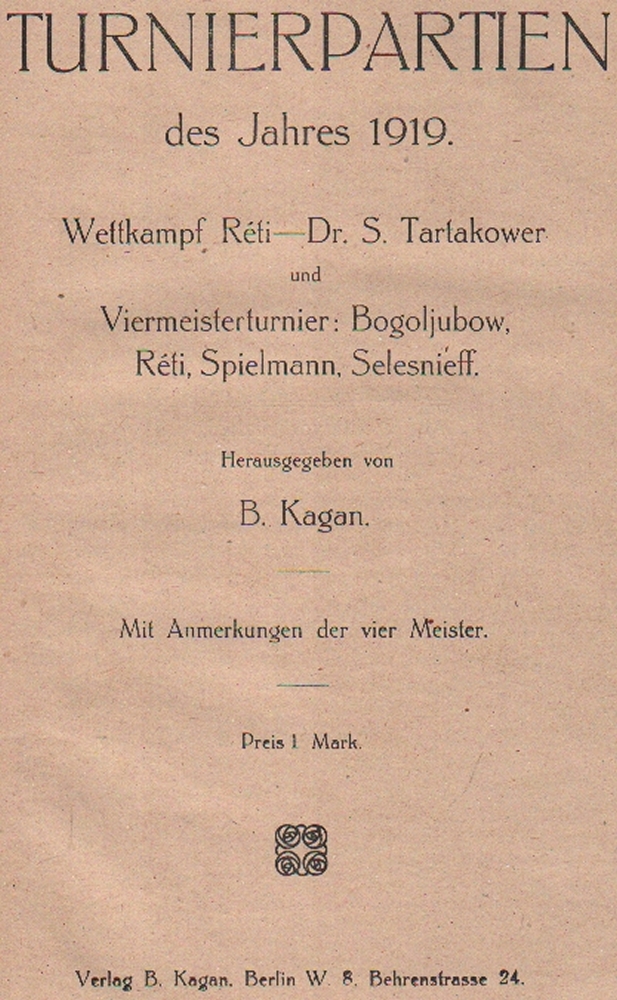 TURNIERPARTIEN
des Jahres 1919.
Wettkampf Réti—Dr. S. Tartakower
und
Viermeisterturnier: Bogoljubow,
Réti, Spielmann, Selesnieff.
Herausgegeben von
B. Kagan.
Mit Anmerkungen der vier Meister.
Preis 1 Mark.
Verlag B. Kagan. Berlin W. 8. Behrenstrasse 24.